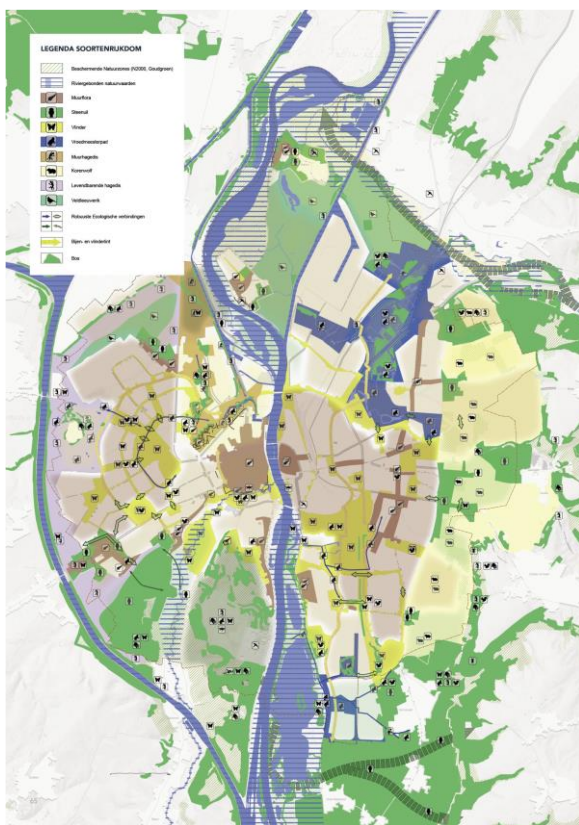 LEGENDA SOORTENRIJKDOM
Beschermende Natuurzones (N2000, Goudgroen)
Riviergebonden natuurwaarden
Muurflora
Steenuil
Vlinder
Vroedmeesterpad
Muurhagedis
Korenwolf
Levendbarende hagedis
Veldleeuwerik
Robuuste Ecologische verbindingen
Bijen- en vlinderlint
Bos